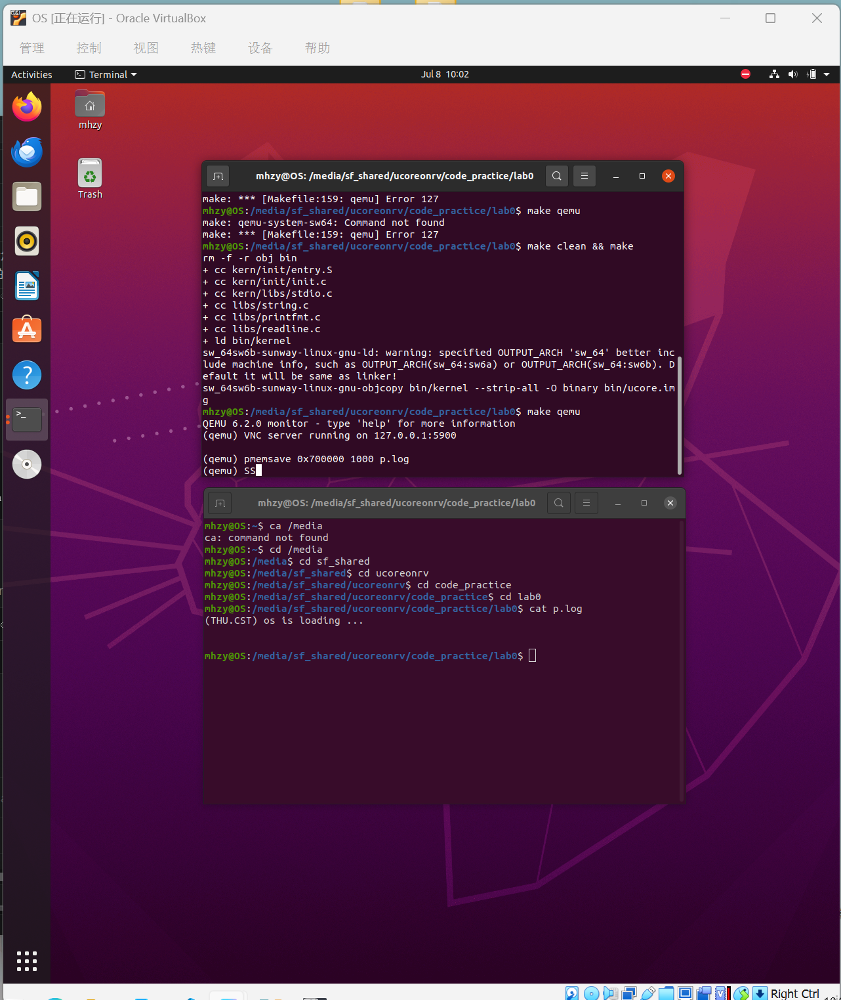 OS [正在运行] - Oracle VirtualBox
管理 控制 视图 热键 设备 帮助
Activities Terminal Jul 8 10:02
mhzy
Trash
mhzy@OS: /media/sf_shared/ucoreonrv/code_practice/lab0
make: *** [Makefile:159: qemu] Error 127
mhzy@OS:/media/sf_shared/ucoreonrv/code_practice/lab0$ make qemu
make: qemu-system-sw64: Command not found
make: *** [Makefile:159: qemu] Error 127
mhzy@OS:/media/sf_shared/ucoreonrv/code_practice/lab0$ make clean && make
rm -f -r obj bin
+ cc kern/init/entry.S
+ cc kern/init/init.c
+ cc kern/libs/stdio.c
+ cc libs/string.c
+ cc libs/printfmt.c
+ cc libs/readline.c
+ ld bin/kernel
sw_64sw6b-sunway-linux-gnu-ld: warning: specified OUTPUT_ARCH 'sw_64' better inc
lude machine info, such as OUTPUT_ARCH(sw_64:sw6a) or OUTPUT_ARCH(sw_64:sw6b). D
efault it will be same as linker!
sw_64sw6b-sunway-linux-gnu-objcopy bin/kernel --strip-all -O binary bin/ucore.im
g
mhzy@OS:/media/sf_shared/ucoreonrv/code_practice/lab0$ make qemu
QEMU 6.2.0 monitor - type 'help' for more information
(qemu) VNC server running on 127.0.0.1:5900
(qemu) pmemsave 0x700000 1000 p.log
(qemu) SS
mhzy@OS: /media/sf_shared/ucoreonrv/code_practice/lab0
mhzy@OS:~$ ca /media
ca: command not found
mhzy@OS:~$ cd /media
mhzy@OS:/media$ cd sf_shared
mhzy@OS:/media/sf_shared$ cd ucoreonrv
mhzy@OS:/media/sf_shared/ucoreonrv$ cd code_practice
mhzy@OS:/media/sf_shared/ucoreonrv/code_practice$ cd lab0
mhzy@OS:/media/sf_shared/ucoreonrv/code_practice/lab0$ cat p.log
(THU.CST) os is loading ...
mhzy@OS:/media/sf_shared/ucoreonrv/code_practice/lab0$
Right Ctrl